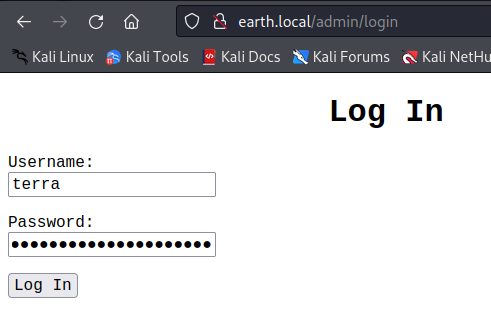 earth.local/admin/login
Kali Linux Kali Tools Kali Docs Kali Forums Kali NetHu
Log In
Username:
terra
Password:
Log In